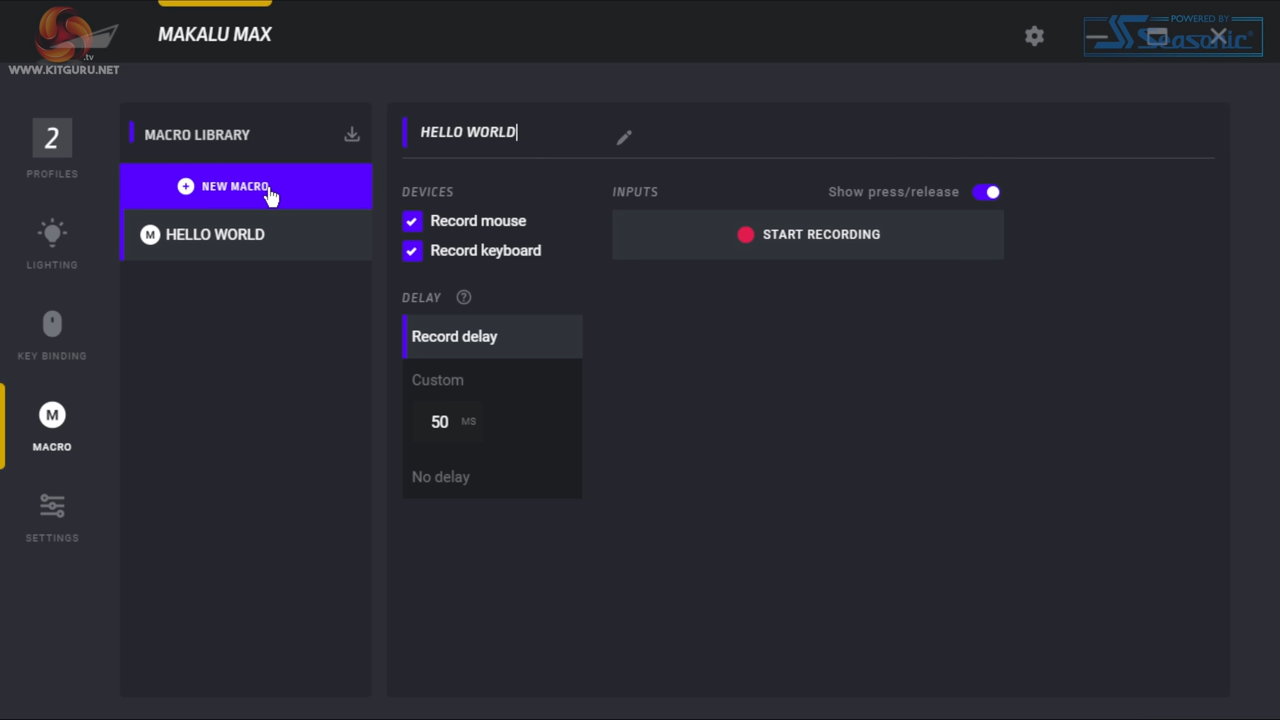 MAKALU MAX
POWERED BY
Seasonic
.tv
WWW.KITGURU.NET
2
PROFILES
LIGHTING
KEY BINDING
M
MACRO
SETTINGS
MACRO LIBRARY
NEW MACRO
M HELLO WORLD
HELLO WORLD
DEVICES
Record mouse
Record keyboard
DELAY
Record delay
Custom
50 MS
No delay
INPUTS
Show press/release
START RECORDING